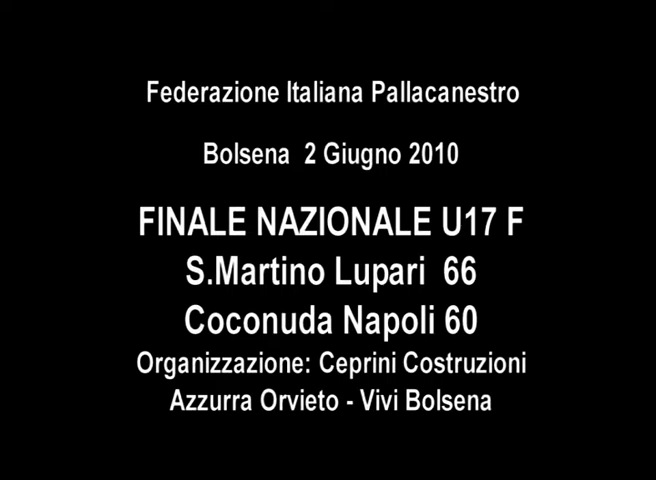 Federazione Italiana Pallacanestro
Bolsena 2 Giugno 2010
FINALE NAZIONALE U17 F
S.Martino Lupari 66
Coconuda Napoli 60
Organizzazione: Ceprini Costruzioni
Azzurra Orvieto - Vivi Bolsena